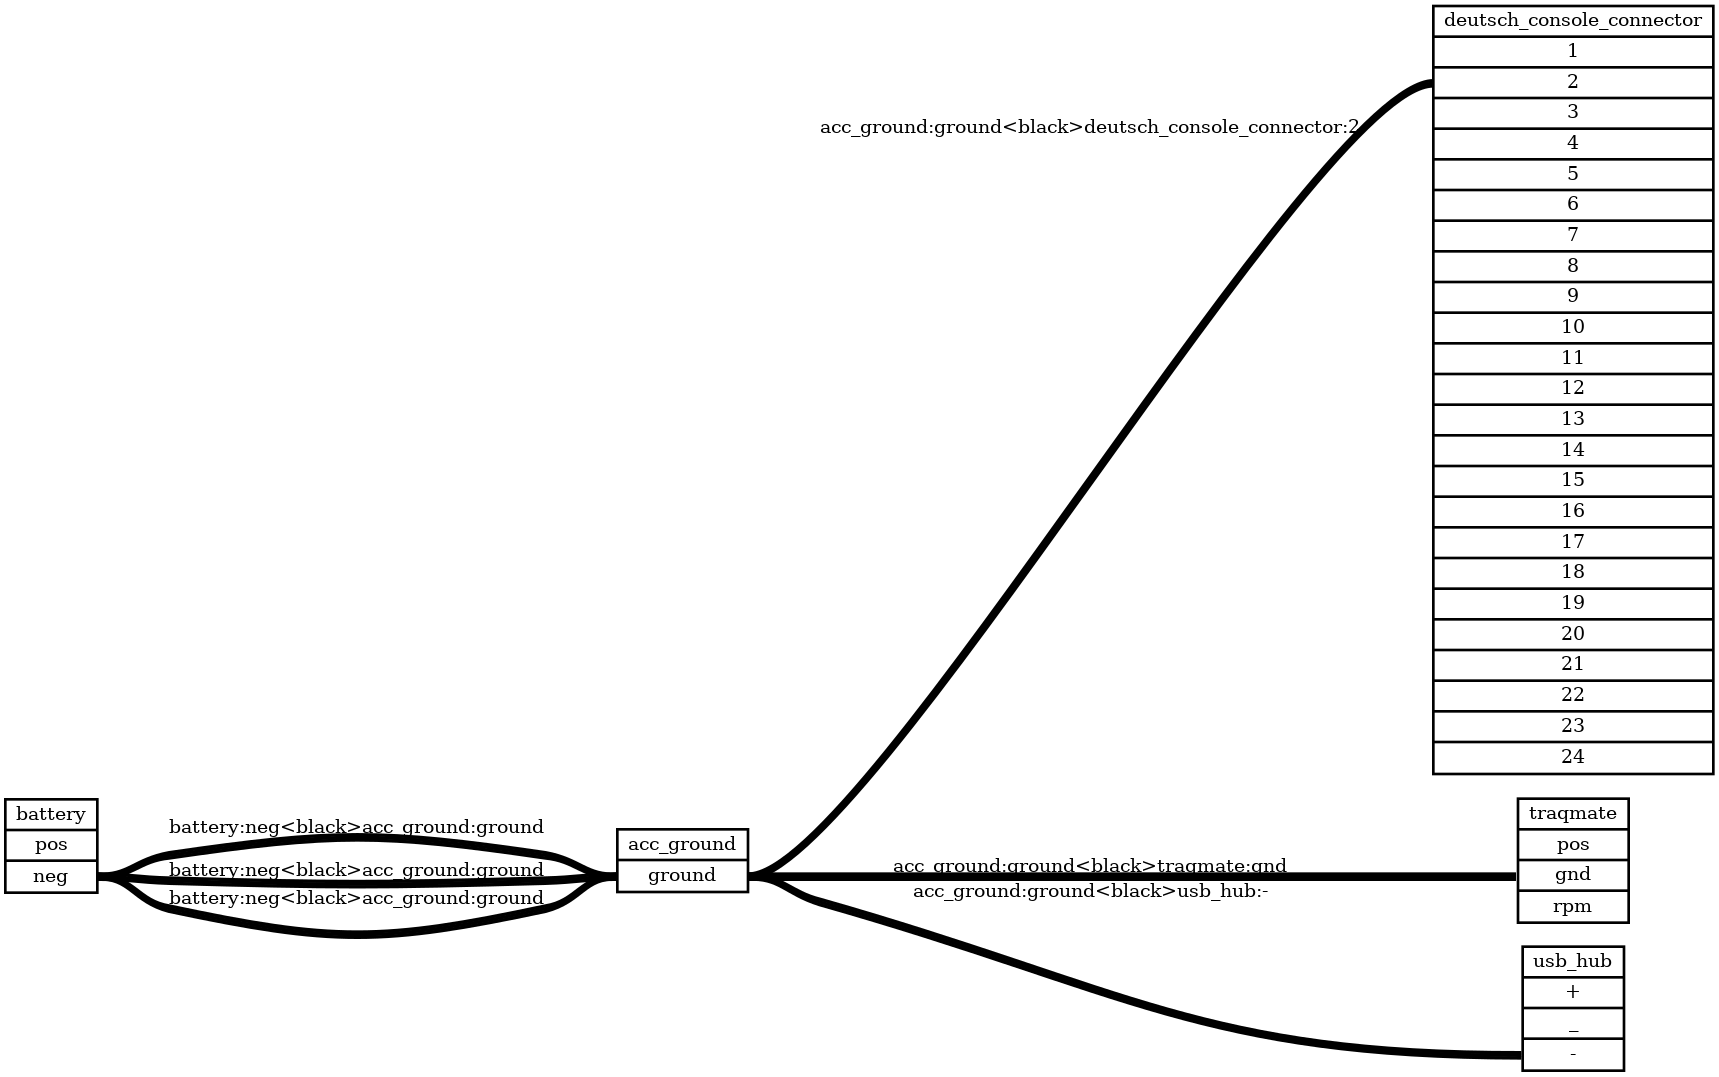 deutsch_console_connector
1
2
3
4
5
6
7
8
9
10
11
12
13
14
15
16
17
18
19
20
21
22
23
24
acc_ground:ground<black>deutsch_console_connector:2
battery
pos
neg
battery:neg<black>acc_ground:ground
battery:neg<black>acc_ground:ground
battery:neg<black>acc_ground:ground
acc_ground
ground
acc_ground:ground<black>traqmate:gnd
acc_ground:ground<black>usb_hub:-
traqmate
pos
gnd
rpm
usb_hub
+
_
-